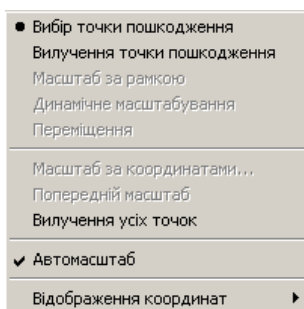 Вибір точки пошкодження
Вилучення точки пошкодження
Масштаб за рамкою
Динамічне масштабування
Переміщення
Масштаб за координатами...
Попередній масштаб
Вилучення усіх точок
Автомасштаб
Відображення координат